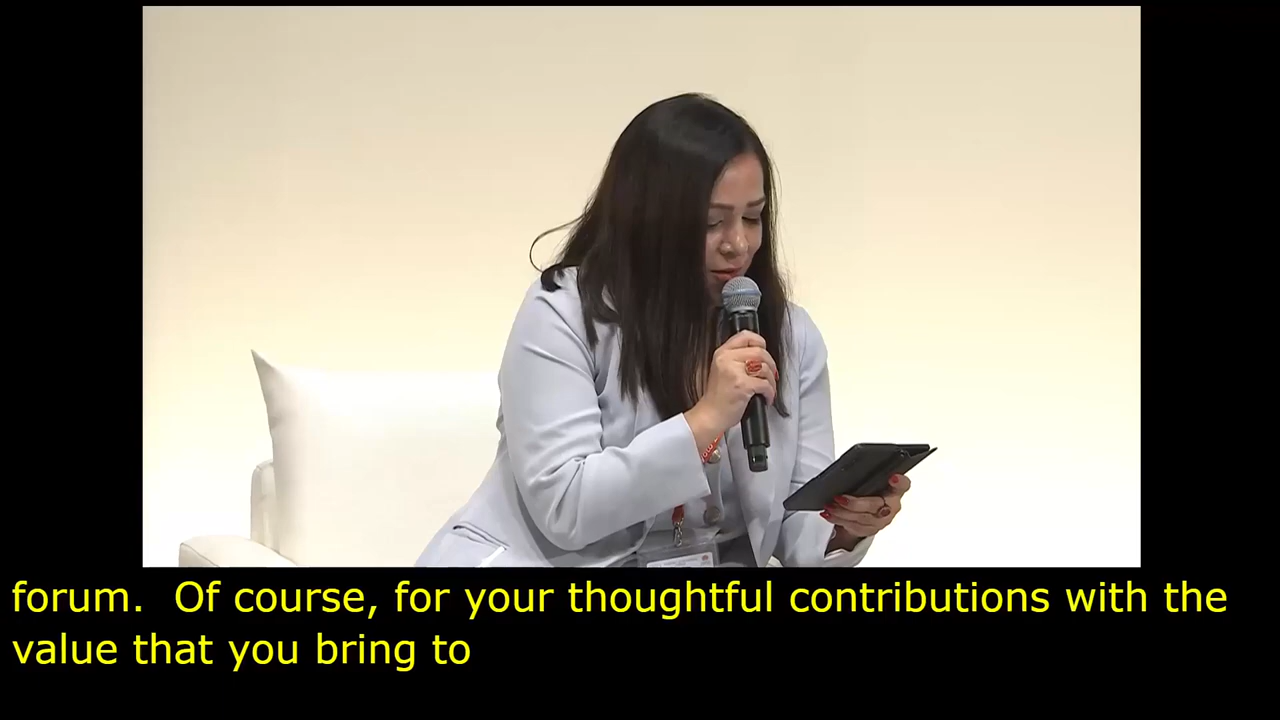 forum.  Of course, for your thoughtful contributions with the
value that you bring to